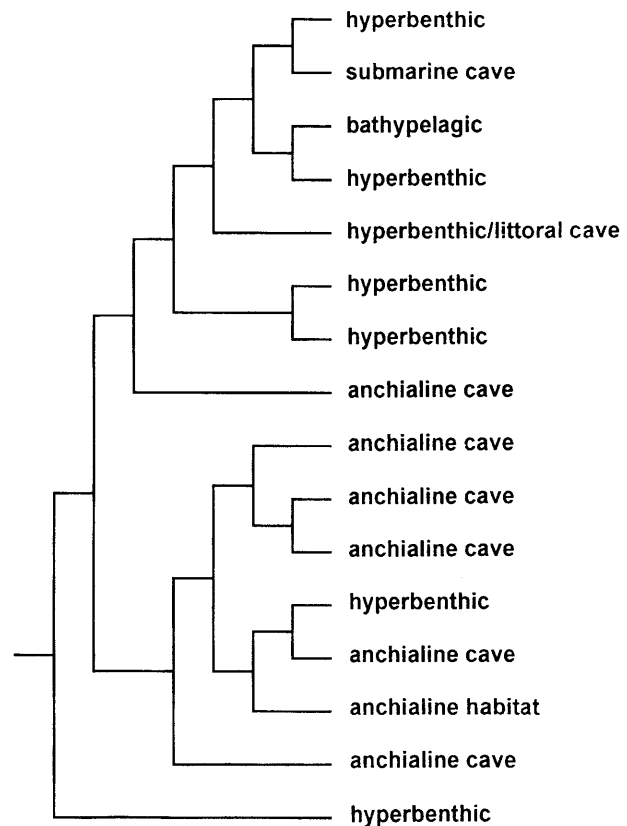 hyperbenthic
submarine cave
bathypelagic
hyperbenthic
hyperbenthic/littoral cave
hyperbenthic
hyperbenthic
anchialine cave
anchialine cave
anchialine cave
anchialine cave
hyperbenthic
anchialine cave
anchialine habitat
anchialine cave
hyperbenthic